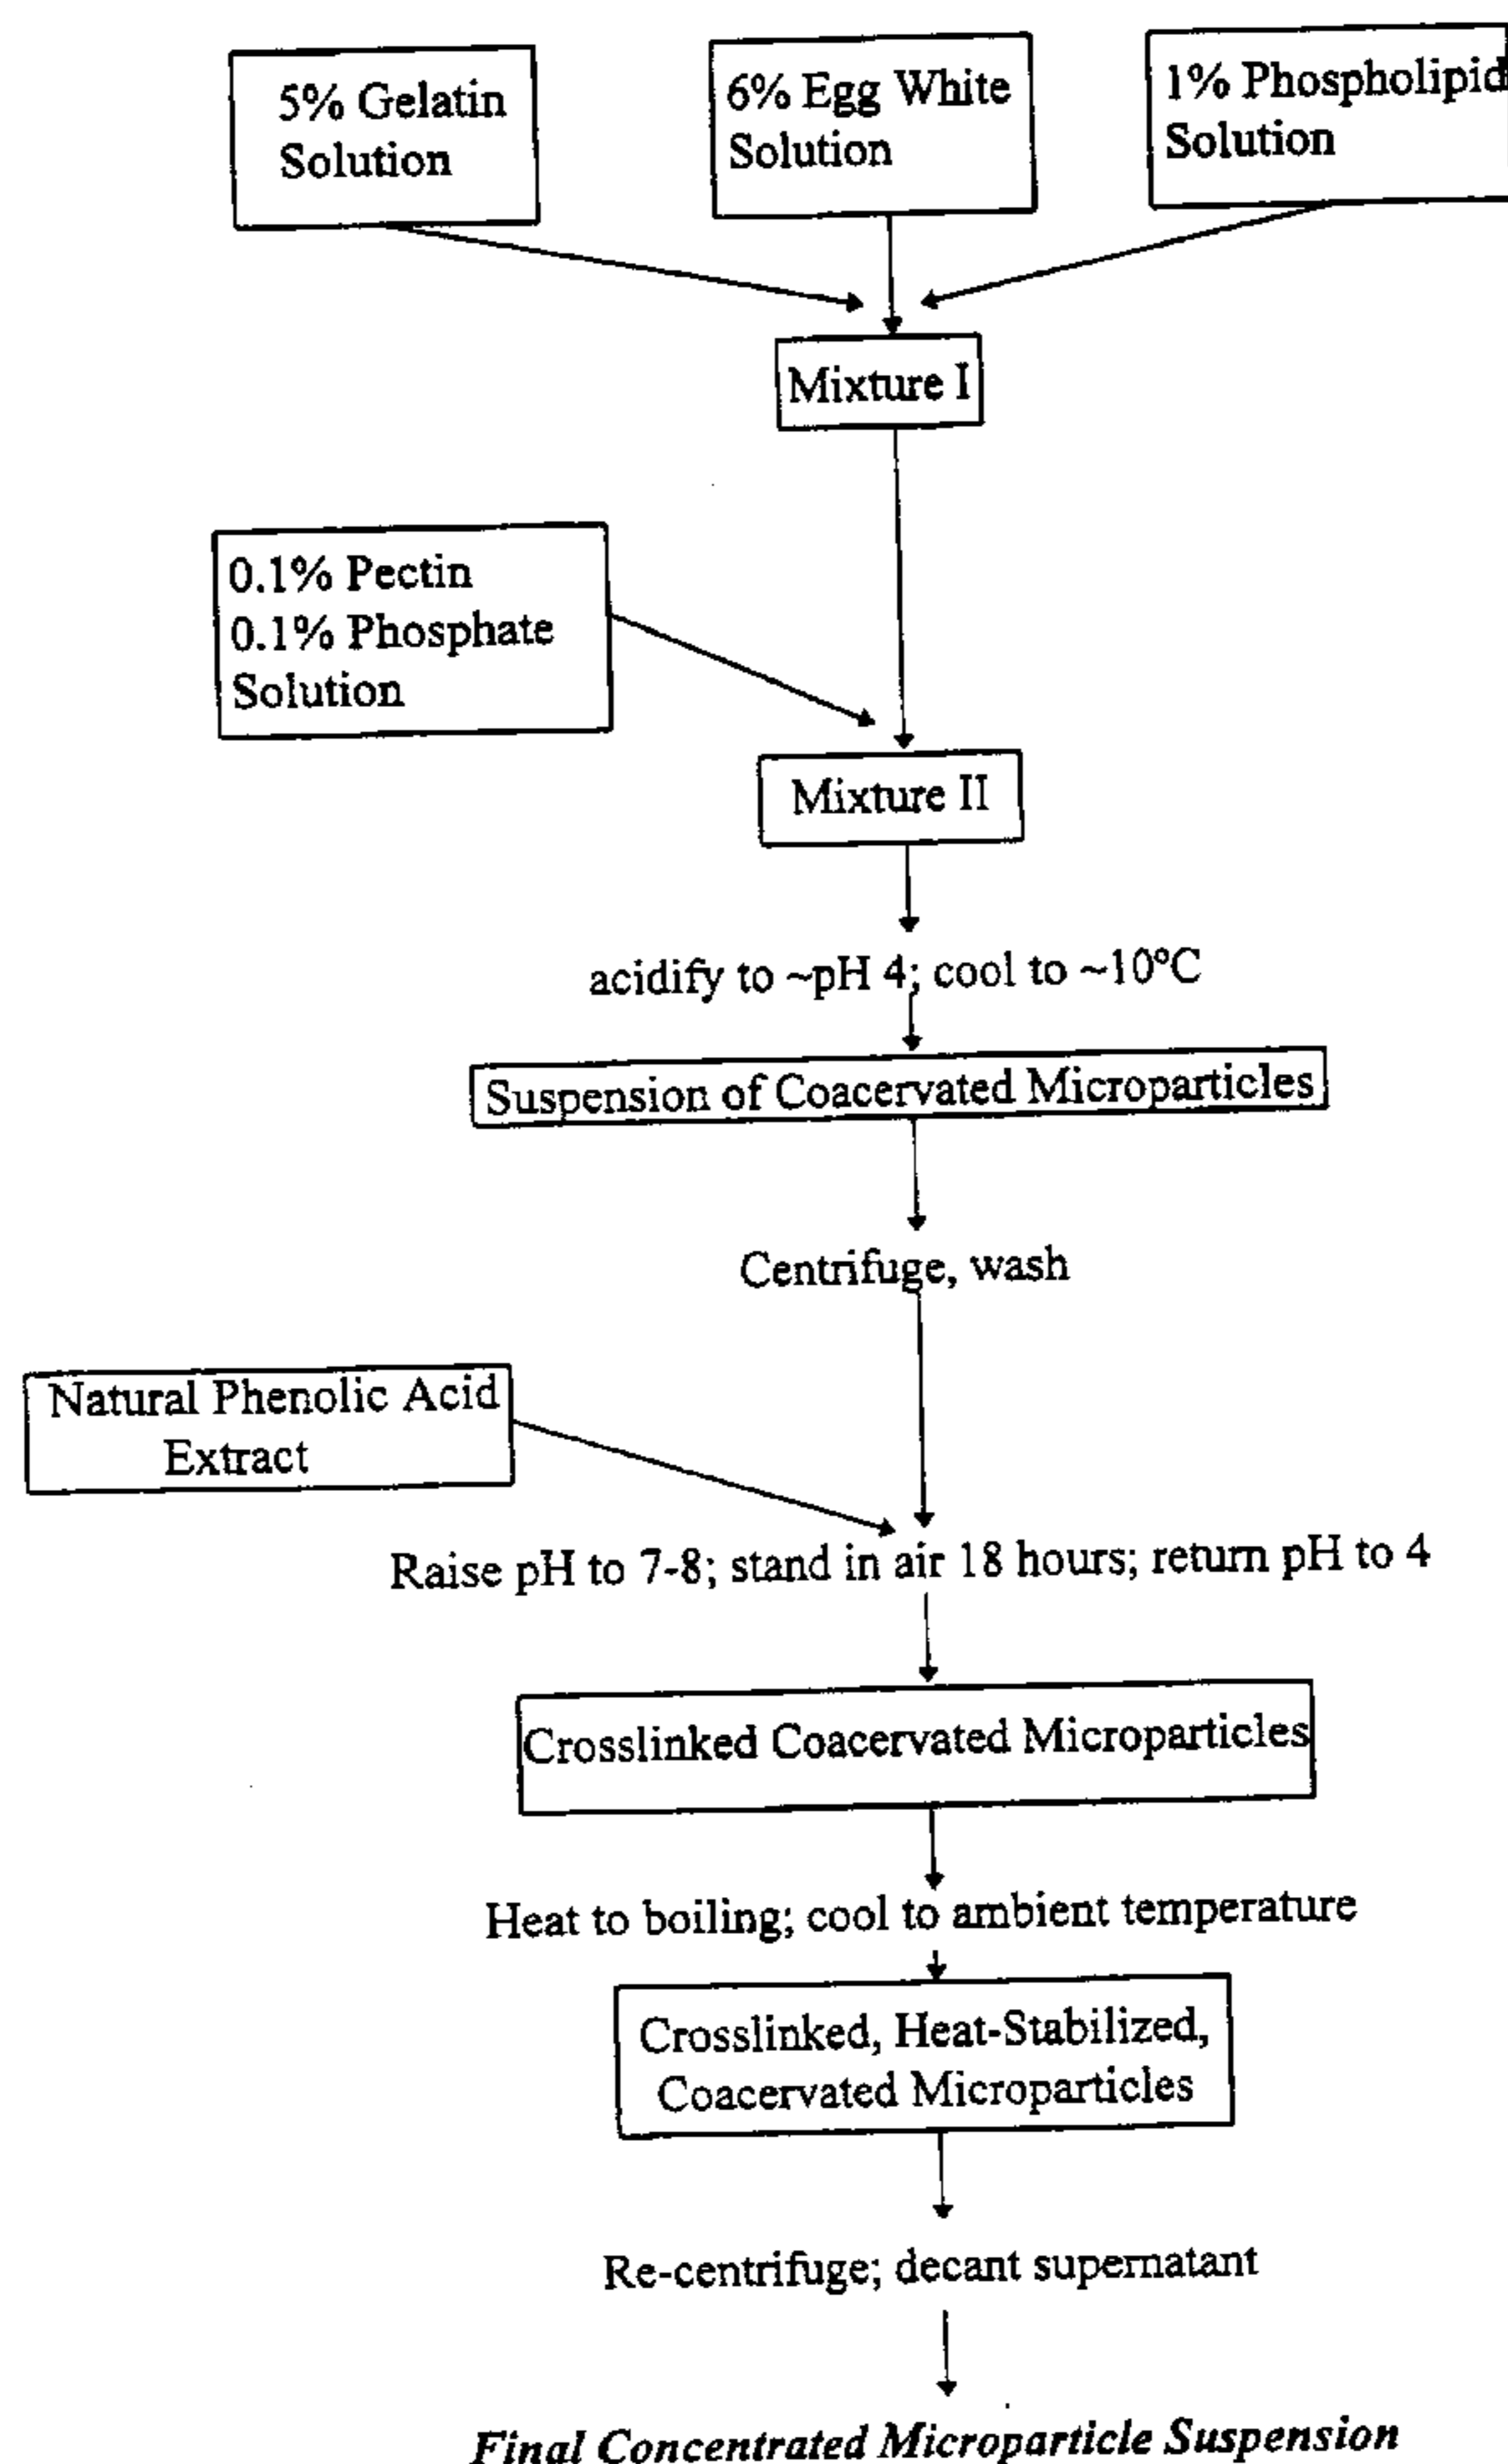 5% Gelatin
Solution
6% Egg White
Solution
1% Phospholipid
Solution
Mixture I
0.1% Pectin
0.1% Phosphate
Solution
Mixture II
acidify to ~pH 4; cool to ~10°C
Suspension of Coacervated Microparticles
Centrifuge, wash
Natural Phenolic Acid
Extract
Raise pH to 7-8; stand in air 18 hours; return pH to 4
Crosslinked Coacervated Microparticles
Heat to boiling; cool to ambient temperature
Crosslinked, Heat-Stabilized,
Coacervated Microparticles
Re-centrifuge; decant supernatant
Final Concentrated Microparticle Suspension